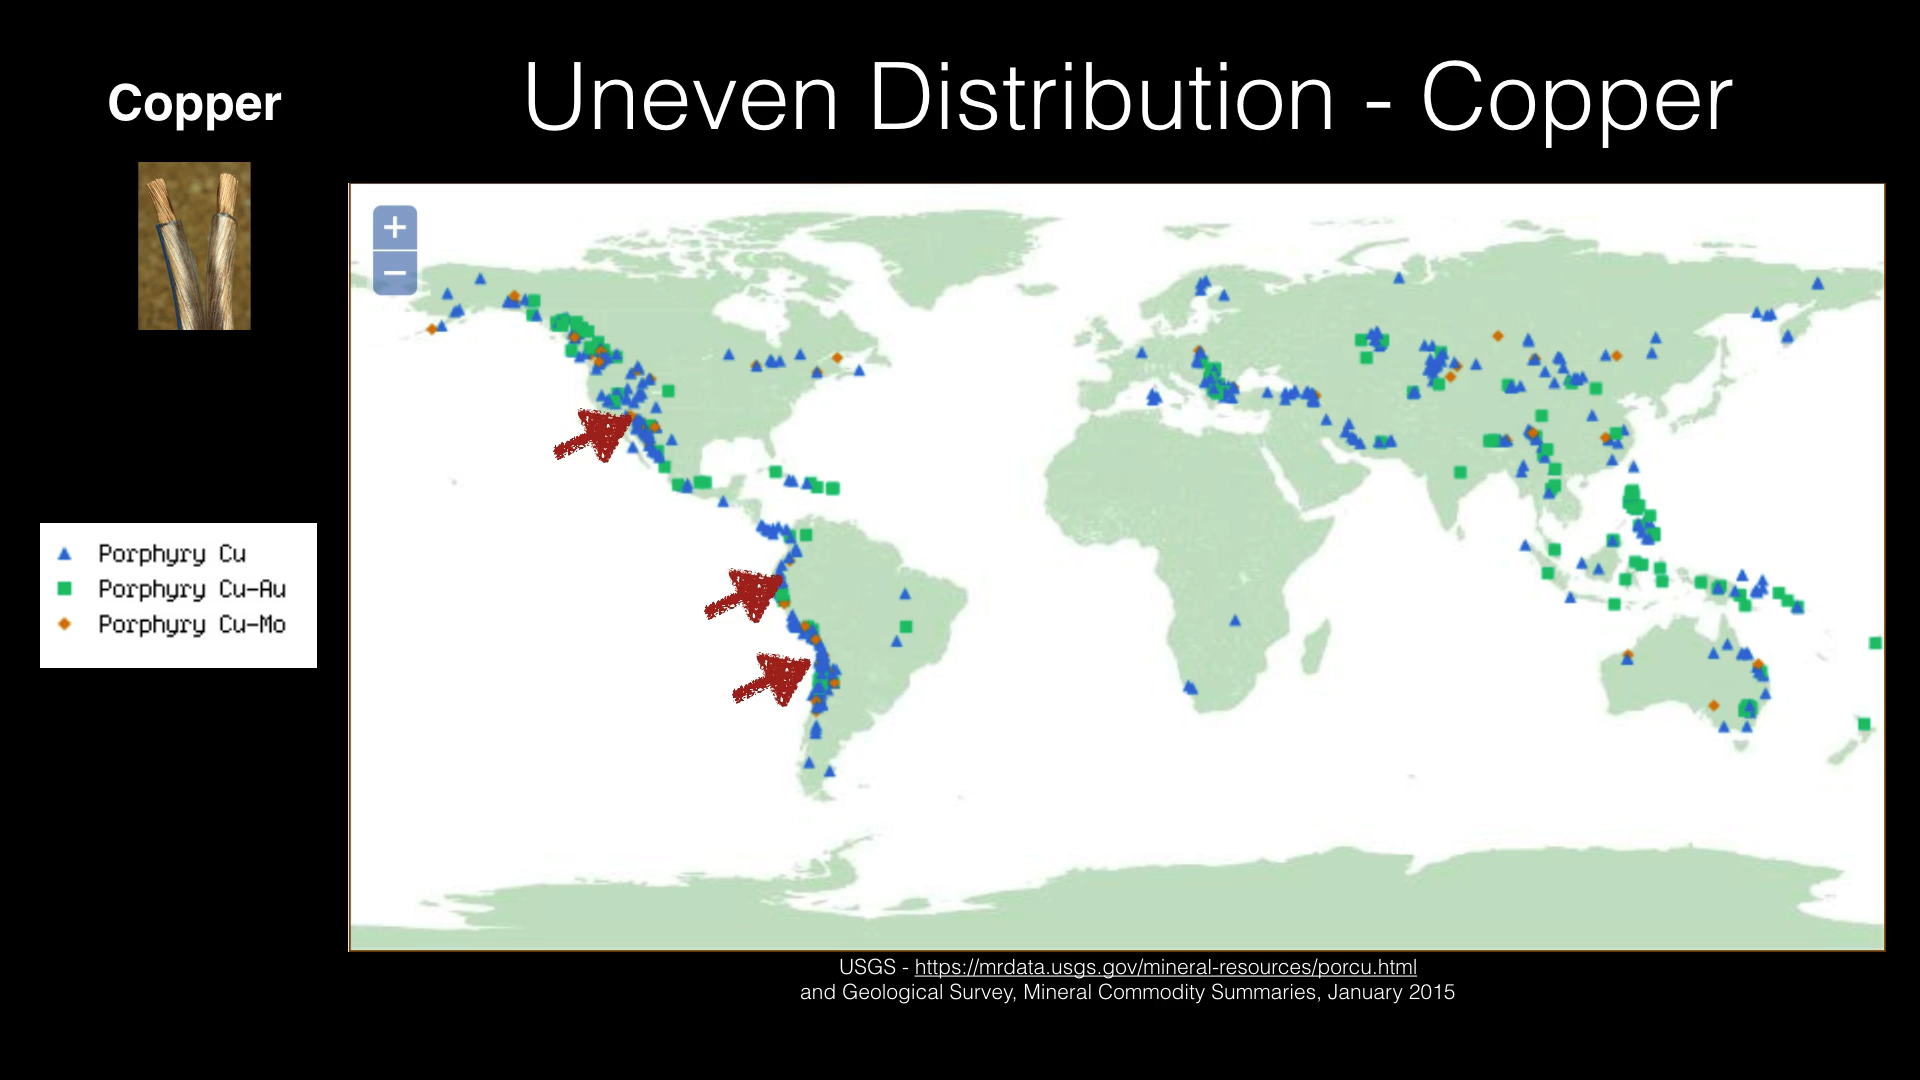 Copper
Uneven Distribution - Copper
+
−
Porphyry Cu
Porphyry Cu-Au
Porphyry Cu-Mo
USGS - https://mrdata.usgs.gov/mineral-resources/porcu.html
and Geological Survey, Mineral Commodity Summaries, January 2015